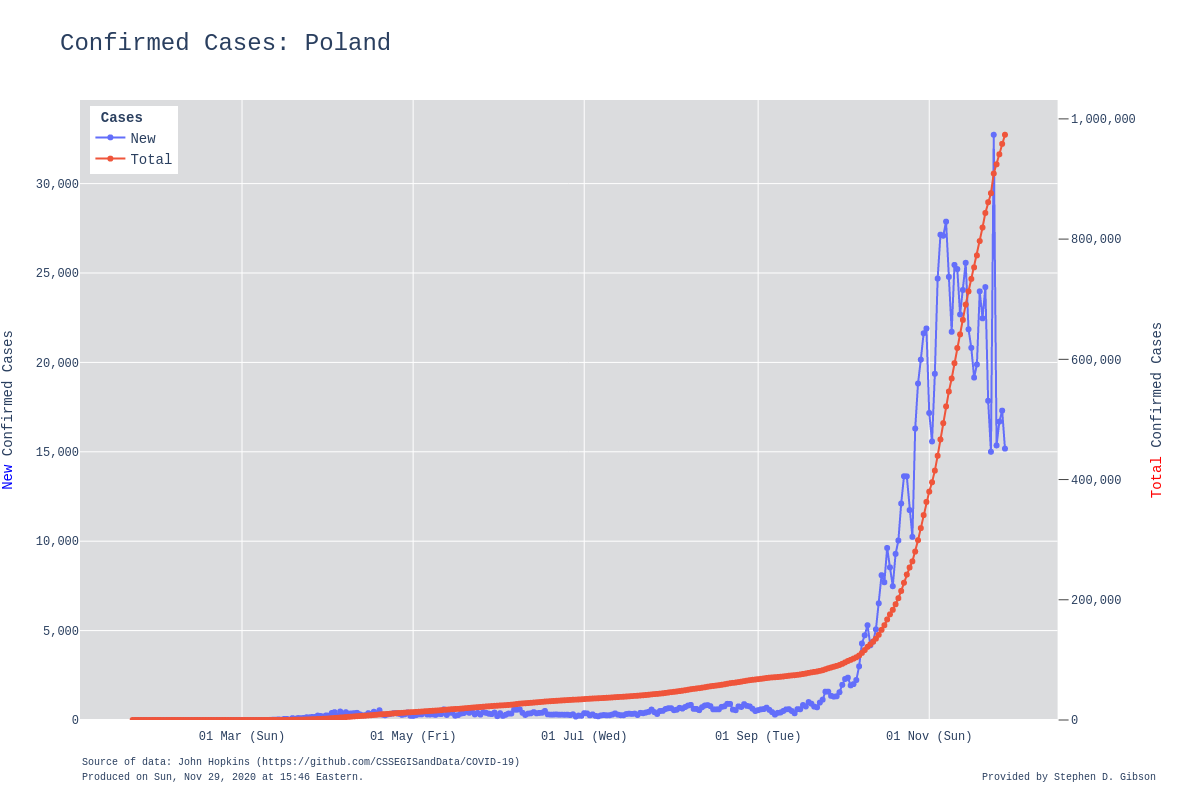 Confirmed Cases: Poland
Cases
New
Total
30,000
25,000
20,000
15,000
10,000
5,000
0
New Confirmed Cases
1,000,000
800,000
600,000
400,000
200,000
0
Total Confirmed Cases
01 Mar (Sun)
01 May (Fri)
01 Jul (Wed)
01 Sep (Tue)
01 Nov (Sun)
Source of data: John Hopkins (https://github.com/CSSEGISandData/COVID-19)
Produced on Sun, Nov 29, 2020 at 15:46 Eastern.
Provided by Stephen D. Gibson